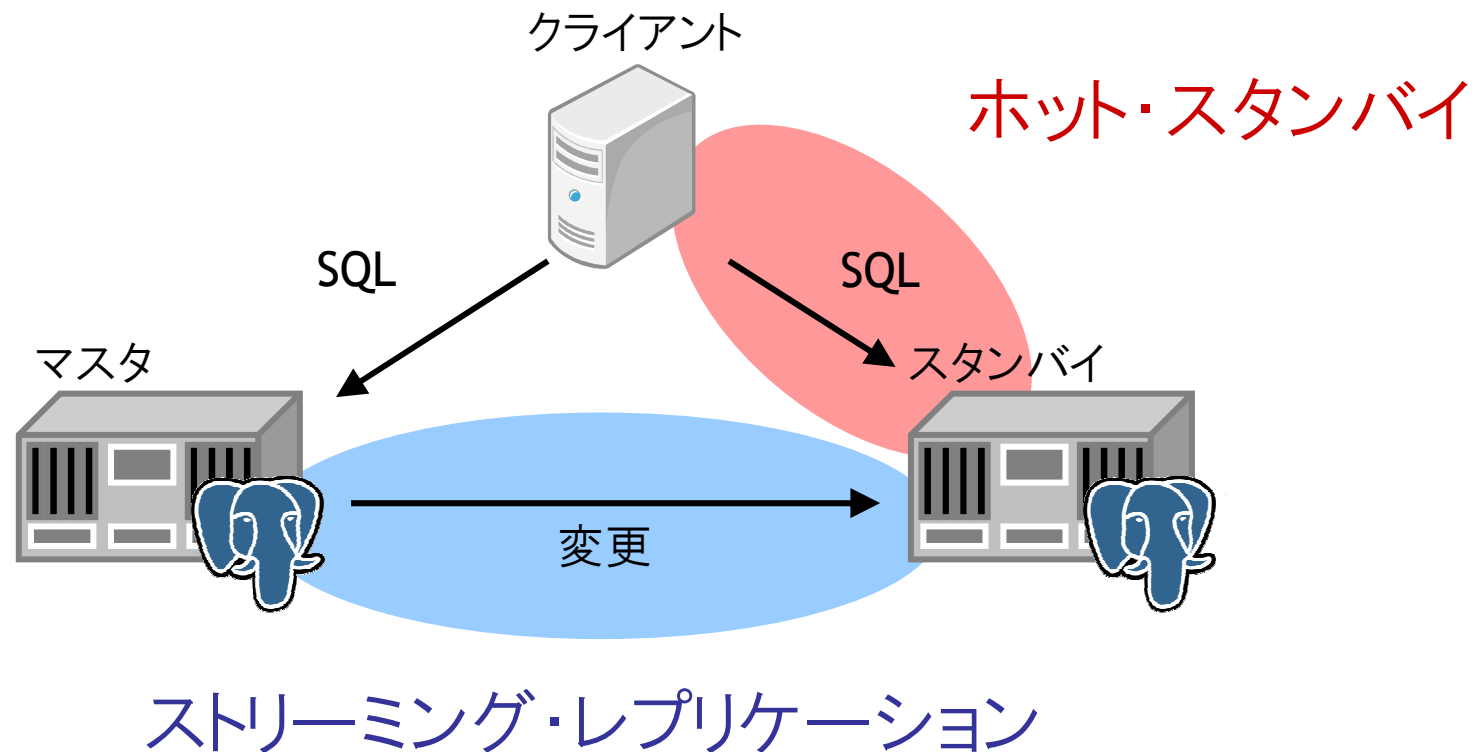 クライアント
ホット・スタンバイ
SQL
SQL
マスタ
スタンバイ
変更
ストリーミング・レプリケーション